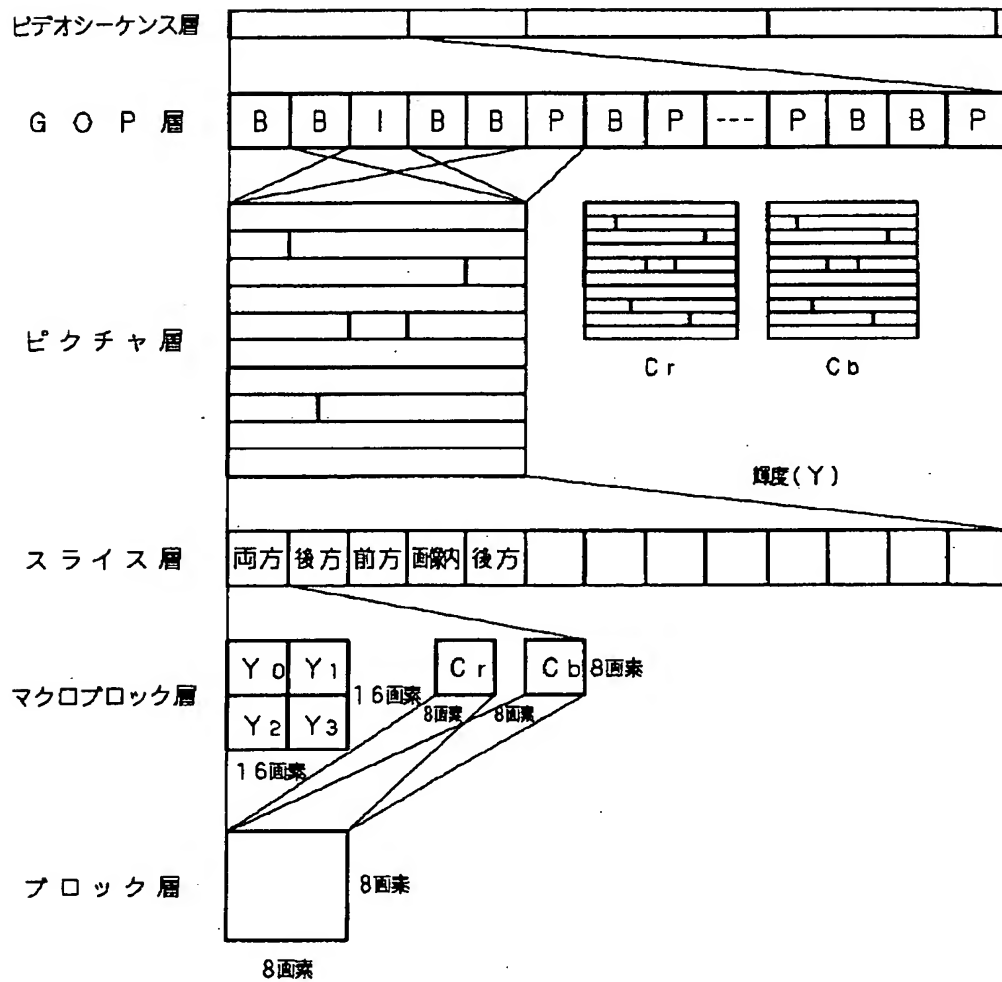 ビデオシーケンス層
GOP層 B B I B B P B P --- P B B P
ピクチャ層
Cr Cb
輝度(Y)
スライス層 両方 後方 前方 画像内 後方
Y0 Y1 Cr Cb 8画素
マクロブロック層 16画素 8画素 8画素
Y2 Y3
16画素
ブロック層 8画素
8画素